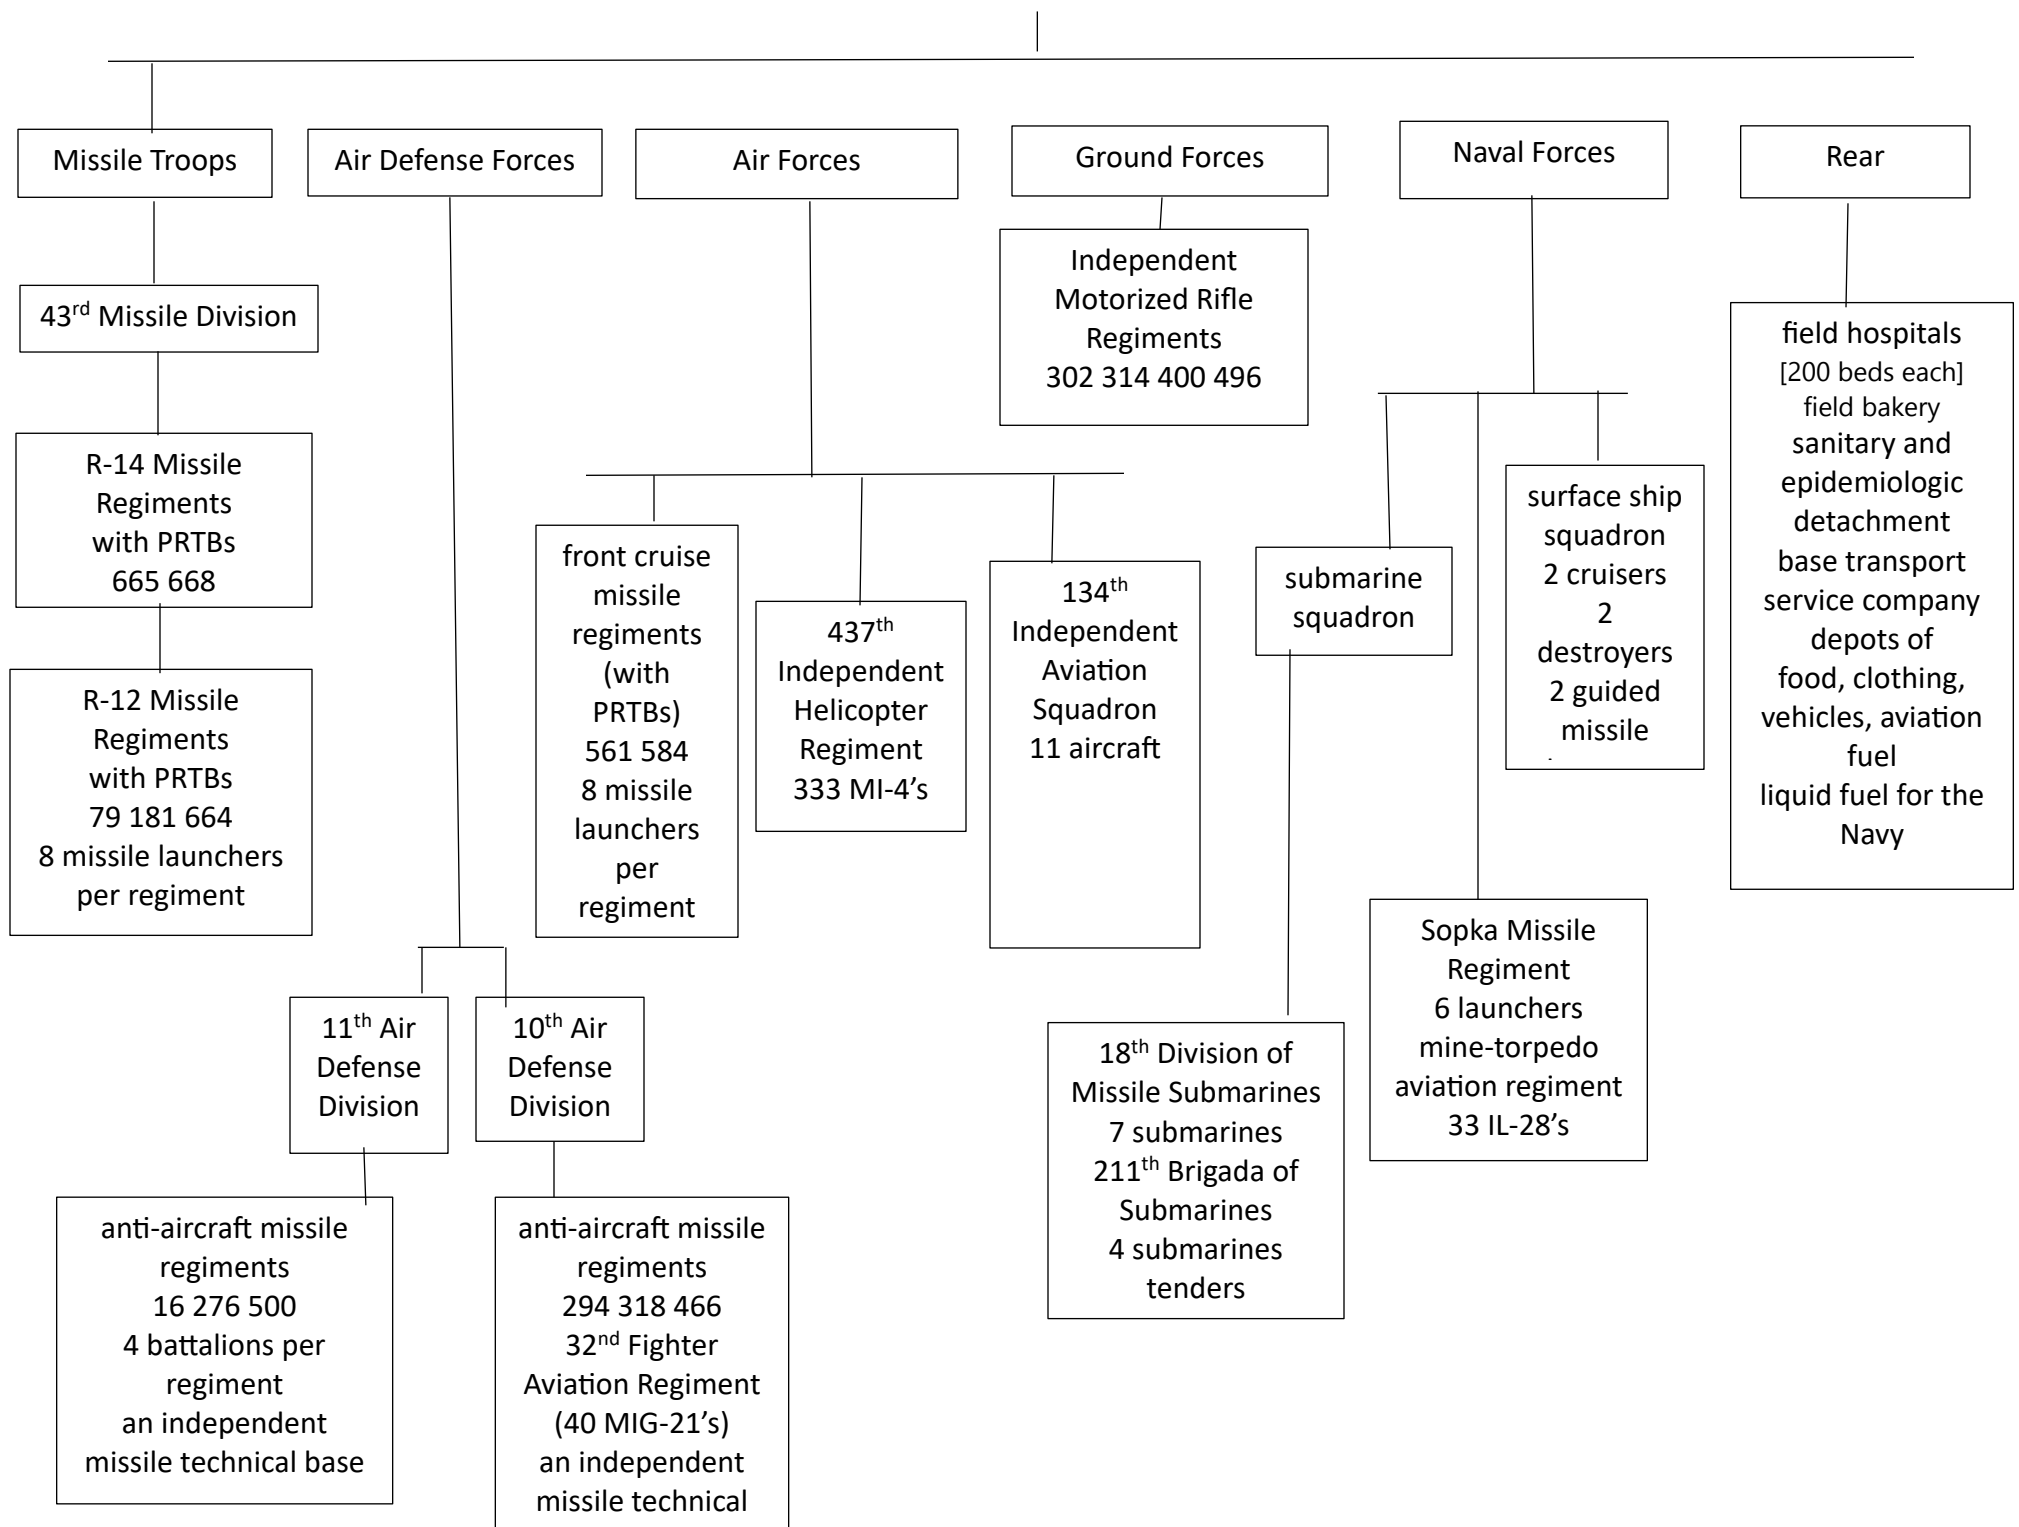 Missile Troops
Air Defense Forces
Air Forces
Ground Forces
Naval Forces
Rear
43rd Missile Division
R-14 Missile
Regiments
with PRTBs
665 668
R-12 Missile
Regiments
with PRTBs
79 181 664
8 missile launchers
per regiment
11th Air
Defense
Division
10th Air
Defense
Division
anti-aircraft missile
regiments
16 276 500
4 battalions per
regiment
an independent
missile technical base
anti-aircraft missile
regiments
294 318 466
32nd Fighter
Aviation Regiment
(40 MIG-21's)
an independent
missile technical
front cruise
missile
regiments
(with
PRTBs)
561 584
8 missile
launchers
per
regiment
437th
Independent
Helicopter
Regiment
333 MI-4's
134th
Independent
Aviation
Squadron
11 aircraft
Independent
Motorized Rifle
Regiments
302 314 400 496
submarine
squadron
18th Division of
Missile Submarines
7 submarines
211th Brigada of
Submarines
4 submarines
tenders
Sopka Missile
Regiment
6 launchers
mine-torpedo
aviation regiment
33 IL-28's
surface ship
squadron
2 cruisers
2
destroyers
2 guided
missile
field hospitals
[200 beds each]
field bakery
sanitary and
epidemiologic
detachment
base transport
service company
depots of
food, clothing,
vehicles, aviation
fuel
liquid fuel for the
Navy